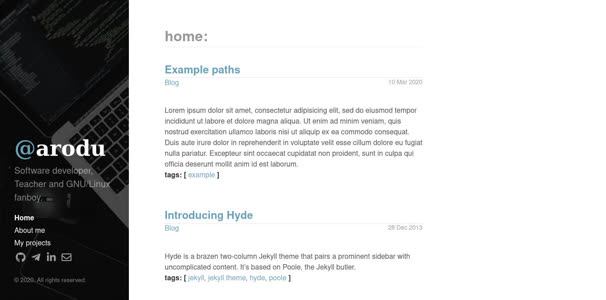 @arodu
Software developer,
Teacher and GNU/Linux
fanboy.
Home
About me
My projects
© 2020. All rights reserved.
home:
Example paths
Blog
10 Mar 2020
Lorem ipsum dolor sit amet, consectetur adipisicing elit, sed do eiusmod tempor
incididunt ut labore et dolore magna aliqua. Ut enim ad minim veniam, quis
nostrud exercitation ullamco laboris nisi ut aliquip ex ea commodo consequat.
Duis aute irure dolor in reprehenderit in voluptate velit esse cillum dolore eu fugiat
nulla pariatur. Excepteur sint occaecat cupidatat non proident, sunt in culpa qui
officia deserunt mollit anim id est laborum.
tags: [ example ]
Introducing Hyde
Blog
28 Dec 2013
Hyde is a brazen two-column Jekyll theme that pairs a prominent sidebar with
uncomplicated content. It's based on Poole, the Jekyll butler.
tags: [ jekyll, jekyll theme, hyde, poole ]